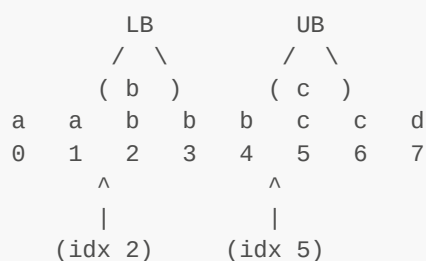 LB UB
/ \ / \
( b ) ( c )
a a b b b c c d
0 1 2 3 4 5 6 7
^ ^
| |
(idx 2) (idx 5)